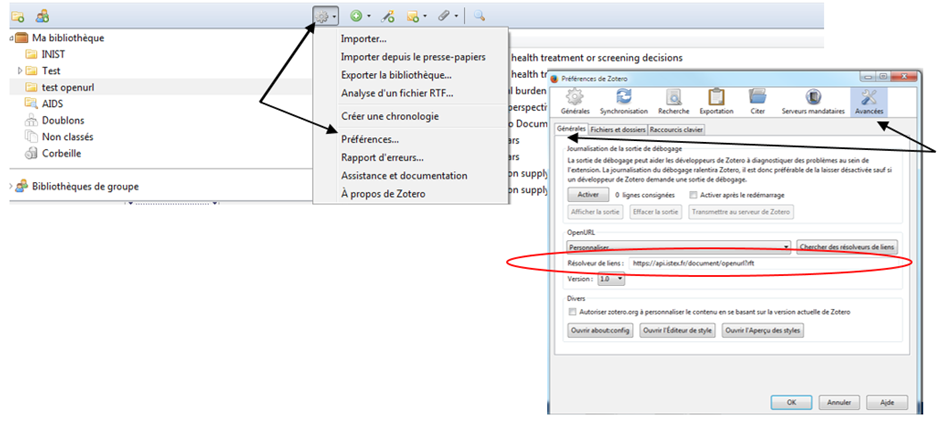 Ma bibliothèque
INIST
Test
test openurl
AIDS
Doublons
Non classés
Corbeille
Bibliothèques de groupe
Importer...
Importer depuis le presse-papiers
Exporter la bibliothèque...
Analyse d'un fichier RTF...
Créer une chronologie
Préférences...
Rapport d'erreurs...
Assistance et documentation
À propos de Zotero
health treatment or screening decisions
health tr
al burden
perspectiv
o Docum
ars
on supply
on supply
Préférences de Zotero
Générales Synchronisation Recherche Exportation Citer Serveurs mandataires Avancées
Générales Fichiers et dossiers Raccourcis clavier
Journalisation de la sortie de débogage
La sortie de débogage peut aider les développeurs de Zotero à diagnostiquer des problèmes au sein de
l'extension. La journalisation du débogage ralentira Zotero, il est donc préférable de la laisser désactivée sauf si
un développeur de Zotero demande une sortie de débogage.
Activer 0 lignes consignées Activer après le redémarrage
Afficher la sortie Effacer la sortie Transmettre au serveur de Zotero
OpenURL
Personnaliser... Chercher des résolveurs de liens
Résolveur de liens : https://api.istex.fr/document/openurl?rft
Version : 1.0
Divers
Autoriser zotero.org à personnaliser le contenu en se basant sur la version actuelle de Zotero
Ouvrir about:config Ouvrir l'Éditeur de style Ouvrir l'Aperçu des styles
OK Annuler Aide